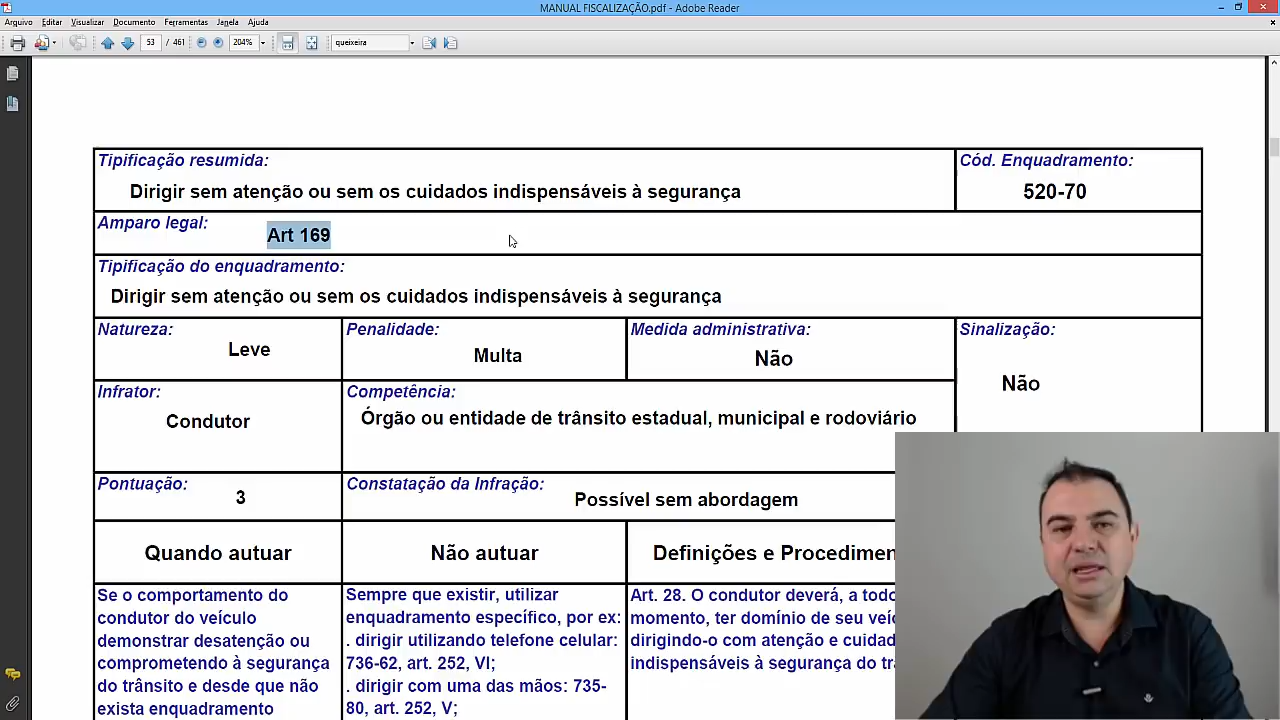 MANUAL FISCALIZAÇÃO.pdf - Adobe Reader
Arquivo Editar Visualizar Documento Ferramentas Janela Ajuda
53 / 461 204% queixeira
Tipificação resumida:
Dirigir sem atenção ou sem os cuidados indispensáveis à segurança
Cód. Enquadramento:
520-70
Amparo legal:
Art 169
Tipificação do enquadramento:
Dirigir sem atenção ou sem os cuidados indispensáveis à segurança
Natureza:
Leve
Penalidade:
Multa
Medida administrativa:
Não
Sinalização:
Não
Infrator:
Condutor
Competência:
Órgão ou entidade de trânsito estadual, municipal e rodoviário
Pontuação:
3
Constatação da Infração:
Possível sem abordagem
Quando autuar
Não autuar
Definições e Procedimen
Se o comportamento do
condutor do veículo
demonstrar desatenção ou
comprometendo à segurança
do trânsito e desde que não
exista enquadramento
Sempre que existir, utilizar
enquadramento específico, por ex:
. dirigir utilizando telefone celular:
736-62, art. 252, VI;
. dirigir com uma das mãos: 735-
80, art. 252, V;
Art. 28. O condutor deverá, a todo
momento, ter domínio de seu veíc
dirigindo-o com atenção e cuidad
indispensáveis à segurança do tr